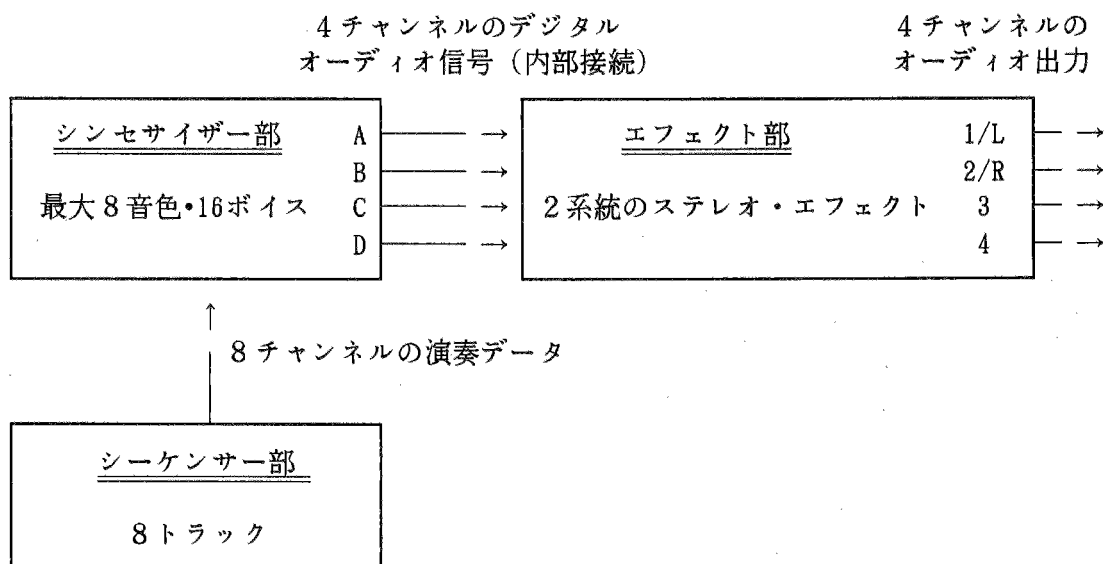 4チャンネルのデジタル
オーディオ信号（内部接続）
4チャンネルの
オーディオ出力
シンセサイザー部
最大8音色・16ボイス
A
B
C
D
エフェクト部
2系統のステレオ・エフェクト
1/L
2/R
3
4
8チャンネルの演奏データ
シーケンサー部
8トラック